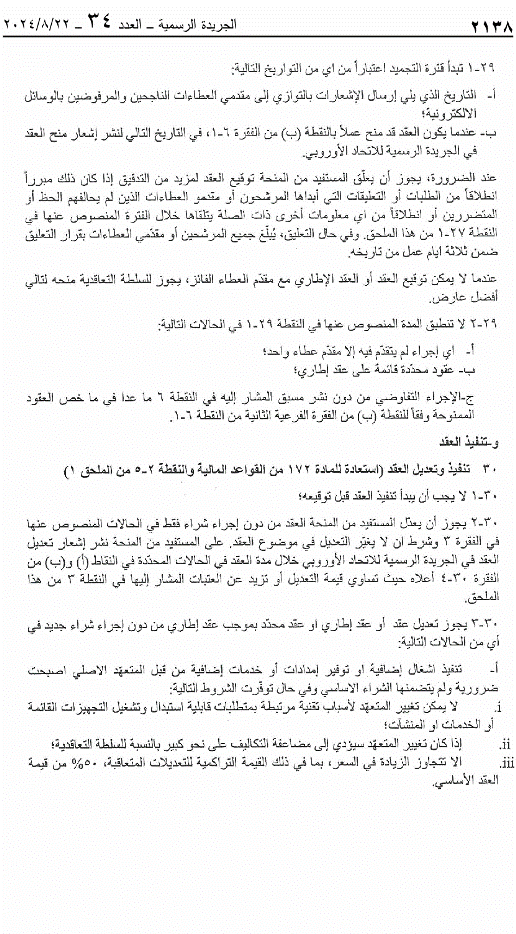 ٢١٣٨ الجريدة الرسمية ــ العدد ٣٤ ــ ٢٠٢٤/٨/٢٢
٢٩-١ تبدأ فترة التجميد اعتباراً من اي من التواريخ التالية:
أ- التاريخ الذي يلي إرسال الإشعارات بالتوازي إلى مقدمي العطاءات الناجحين والمرفوضين بالوسائل
الالكترونية؛
ب- عندما يكون العقد قد منح عملاً بالنقطة (ب) من الفقرة ٦-١، في التاريخ التالي لنشر إشعار منح العقد
في الجريدة الرسمية للاتحاد الأوروبي.
عند الضرورة، يجوز أن يعلّق المستفيد من المنحة توقيع العقد لمزيد من التدقيق إذا كان ذلك مبرراً
انطلاقاً من الطلبات أو التعليقات التي أبداها المرشحون أو مقدمو العطاءات الذين لم يحالفهم الحظ أو
المتضررين أو انطلاقاً من اي معلومات أخرى ذات الصلة يتلقاها خلال الفترة المنصوص عنها في
النقطة ٢٧-١ من هذا الملحق. وفي حال التعليق، يُبلّغ جميع المرشحين أو مقدّمي العطاءات بقرار التعليق
ضمن ثلاثة ايام عمل من تاريخه.
عندما لا يمكن توقيع العقد أو العقد الإطاري مع مقدّم العطاء الفائز، يجوز للسلطة التعاقدية منحه لتالي
أفضل عارض.
٢٩-٢ لا تنطبق المدة المنصوص عنها في النقطة ٢٩-١ في الحالات التالية:
أ- اي إجراء لم يتقدّم فيه إلا مقدّم عطاء واحد؛
ب- عقود محدّدة قائمة على عقد إطاري؛
ج-الإجراء التفاوضي من دون نشر مسبق المشار إليه في النقطة ٦ ما عدا في ما خص العقود
الممنوحة وفقاً للنقطة (ب) من الفقرة الفرعية الثانية من النقطة ٦-١.
و-تنفيذ العقد
٣٠ تنفيذ وتعديل العقد (استعادة للمادة ١٧٢ من القواعد المالية والنقطة ٢-٥ من الملحق ١)
٣٠-١ لا يجب أن يبدأ تنفيذ العقد قبل توقيعه؛
٣٠-٢ يجوز أن يعدّل المستفيد من المنحة العقد من دون إجراء شراء فقط في الحالات المنصوص عنها
في الفقرة ٣ وشرط ان لا يغيّر التعديل في موضوع العقد. على المستفيد من المنحة نشر إشعار تعديل
العقد في الجريدة الرسمية للاتحاد الأوروبي خلال مدة العقد في الحالات المحدّدة في النقاط (أ) و(ب) من
الفقرة ٣٠-٤ أعلاه حيث تساوي قيمة التعديل أو تزيد عن العتبات المشار إليها في النقطة ٣ من هذا
الملحق.
٣٠-٣ يجوز تعديل عقد أو عقد إطاري او عقد محدّد بموجب عقد إطاري من دون إجراء شراء جديد في
أي من الحالات التالية:
أ- تنفيذ اشغال إضافية او توفير إمدادات أو خدمات إضافية من قبل المتعهّد الاصلي اصبحت
ضرورية ولم يتضمنها الشراء الاساسي وفي حال توفّرت الشروط التالية:
i. لا يمكن تغيير المتعهّد لأسباب تقنية مرتبطة بمتطلبات قابلية استبدال وتشغيل التجهيزات القائمة
أو الخدمات او المنشآت؛
ii. إذا كان تغيير المتعهّد سيؤدي إلى مضاعفة التكاليف على نحو كبير بالنسبة للسلطة التعاقدية؛
iii. الا تتجاوز الزيادة في السعر، بما في ذلك القيمة التراكمية للتعديلات المتعاقبة، ٥٠% من قيمة
العقد الأساسي.